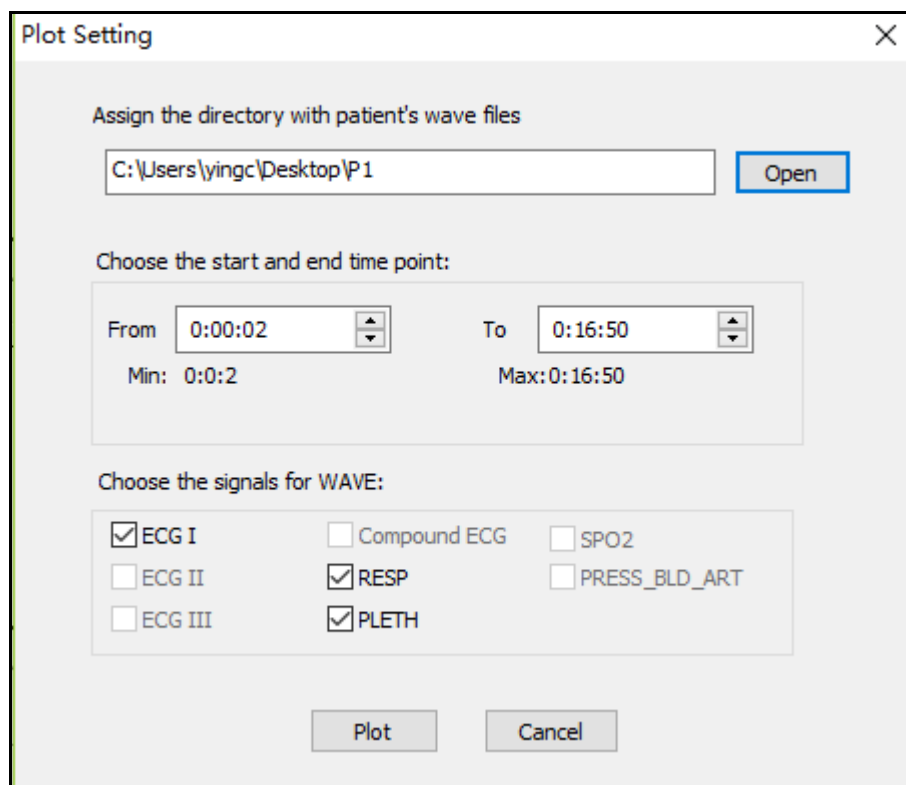 Plot Setting
Assign the directory with patient's wave files
C:\Users\yingc\Desktop\P1
Open
Choose the start and end time point:
From 0:00:02 To 0:16:50
Min: 0:0:2 Max:0:16:50
Choose the signals for WAVE:
ECG I Compound ECG SPO2
ECG II RESP PRESS_BLD_ART
ECG III PLETH
Plot Cancel